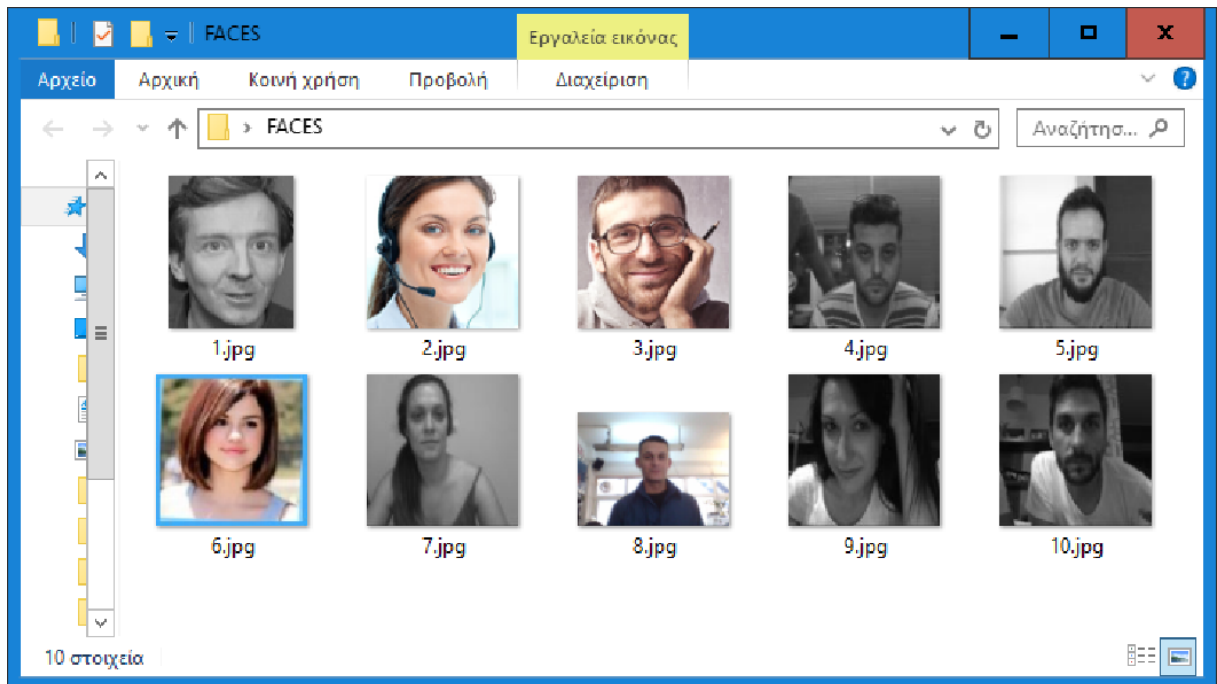 FACES
Εργαλεία εικόνας
Αρχείο Αρχική Κοινή χρήση Προβολή Διαχείριση
FACES Αναζήτησ...
1.jpg 2.jpg 3.jpg 4.jpg 5.jpg
6.jpg 7.jpg 8.jpg 9.jpg 10.jpg
10 στοιχεία